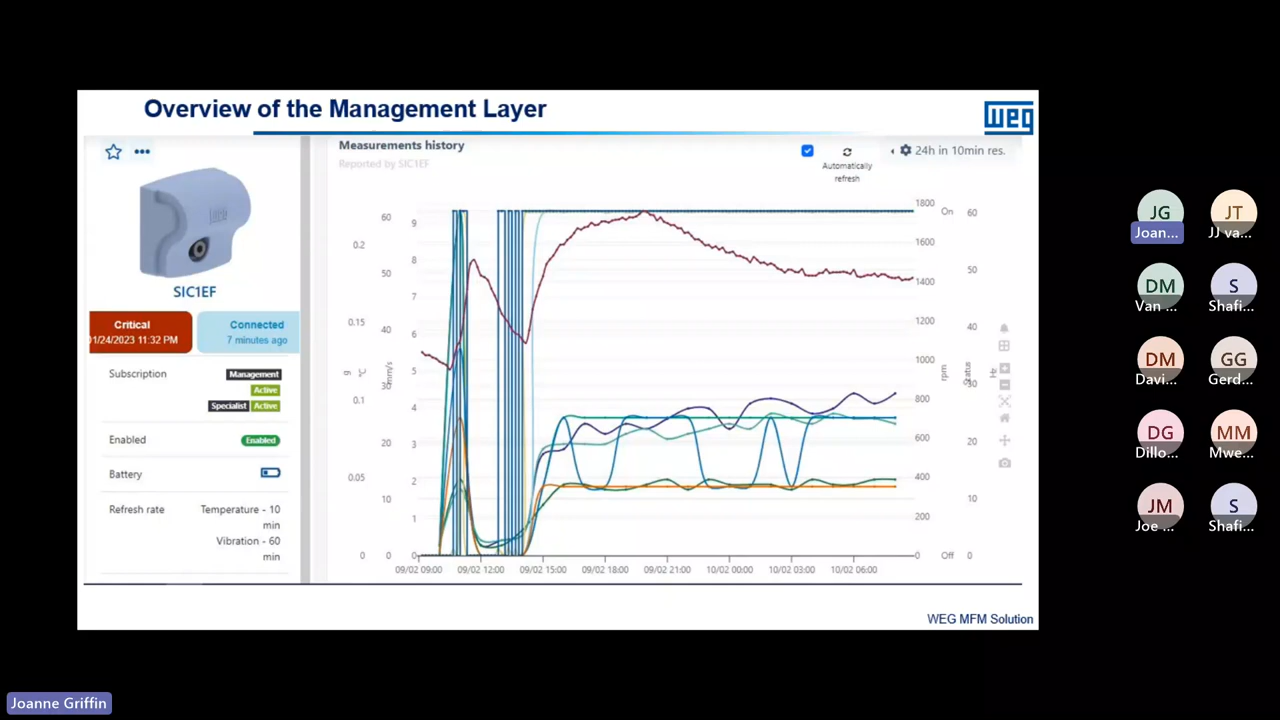 Overview of the Management Layer
WEG
•••
SIC1EF
Critical
1/24/2023 11:32 PM
Connected
7 minutes ago
Subscription
Management
Active
Specialist Active
Enabled
Enabled
Battery
Refresh rate
Temperature - 10
min
Vibration - 60
min
Measurements history
Reported by SIC1EF
Automatically
refresh
24h in 10min res.
0.2
0.15
0.1
0.05
0
g
60
50
40
30
20
10
0
°C
9
8
7
6
5
4
3
2
1
0
mm/s
1800
1600
1400
1200
1000
800
600
400
200
0
rpm
On
Off
Status
60
50
40
30
20
10
0
Hz
09/02 09:00
09/02 12:00
09/02 15:00
09/02 18:00
09/02 21:00
10/02 00:00
10/02 03:00
10/02 06:00
WEG MFM Solution
JG
Joan...
JT
JJ va...
DM
Van ...
S
Shafi...
DM
Davi...
GG
Gerd...
DG
Dillo...
MM
Mwe...
JM
Joe ...
S
Shafi...
Joanne Griffin